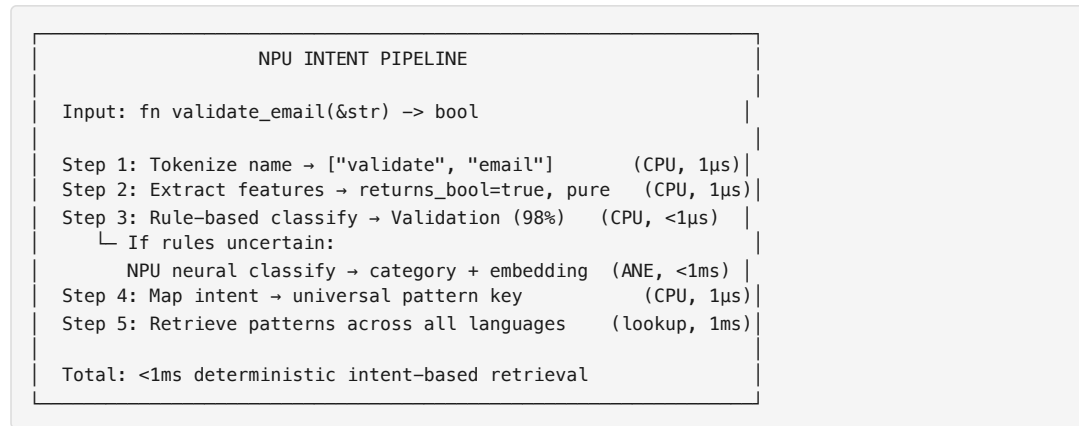 NPU INTENT PIPELINE
Input: fn validate_email(&str) −> bool
Step 1: Tokenize name → ["validate", "email"] (CPU, 1µs)
Step 2: Extract features → returns_bool=true, pure (CPU, 1µs)
Step 3: Rule−based classify → Validation (98%) (CPU, <1µs)
└─ If rules uncertain:
NPU neural classify → category + embedding (ANE, <1ms)
Step 4: Map intent → universal pattern key (CPU, 1µs)
Step 5: Retrieve patterns across all languages (lookup, 1ms)
Total: <1ms deterministic intent−based retrieval